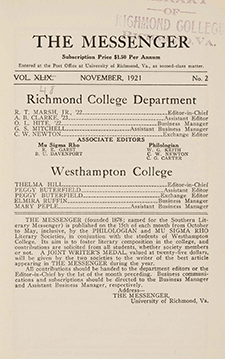 RICHMOND COLLEGE
VA.
THE MESSENGER
Subscription Price $1.50 Per Annum
Entered at the Post Office at University of Richmond, Va., as second-class matter.
VOL. XLIX. NOVEMBER, 1921 No. 2
48
Richmond College Department
R. T. MARSH, JR., '22 Editor-in-Chief
A. B. CLARKE, '23 Assistant Editor
O. L. HITE, '22 Business Manager
G. S. MITCHELL Assistant Business Manager
C. W. NEWTON Exchange Editor
ASSOCIATE EDITORS
Mu Sigma Rho Philologian
R. E. GARST W. G. KEITH
B. U. DAVENPORT C. W. NEWTON
C. O. CARTER
Westhampton College
THELMA HILL Editor-in-Chief
PEGGY BUTERFIELD Assistant Editor
PEGGY BUTERFIELD Exchange Editor
ELMIRA RUFFIN Business Manager
MARY PEPLE Assistant Business Manager
THE MESSENGER (founded 1878; named for the Southern Lit-
erary Messenger) is published on the 15th of each month from October
to May, inclusive, by the PHILOLOGIAN and MU SIGMA RHO
Literary Societies, in conjunction with the students of Westhampton
College. Its aim is to foster literary composition in the college, and
contributions are solicited from all students, whether society members
or not. A JOINT WRITER'S MEDAL, valued at twenty-five dollars,
will be given by the two societies to the writer of the best article
appearing in THE MESSENGER during the year.
All contributions should be handed to the department editors or the
Editor-in-Chief by the 1st of the month preceding. Business communi-
cations and subscriptions should be directed to the Business Manager
and Assistant Business Manager, respectively.
Address—
THE MESSENGER,
University of Richmond, Va.